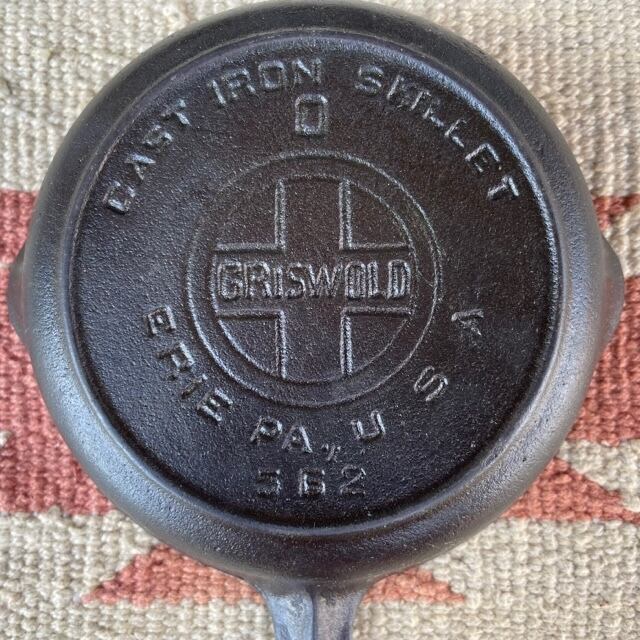 CAST IRON SKILLET
0
GRISWOLD
ERIE PA., U S A
562